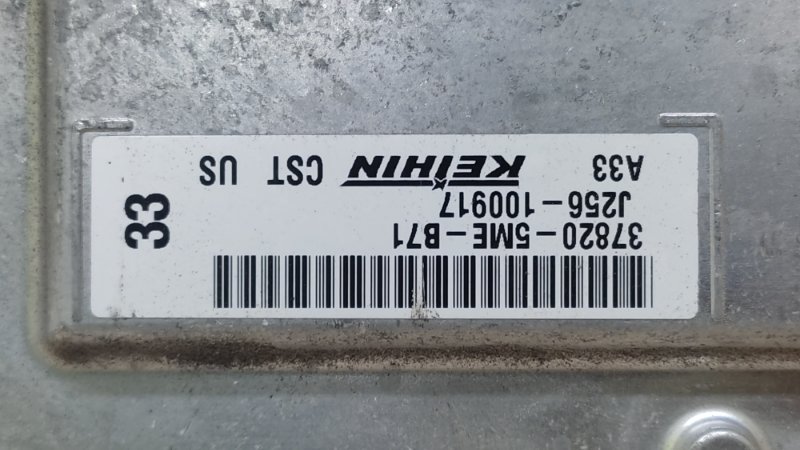 37820-5ME-B71
J256-100917
A33 KEIHIN CST US
33